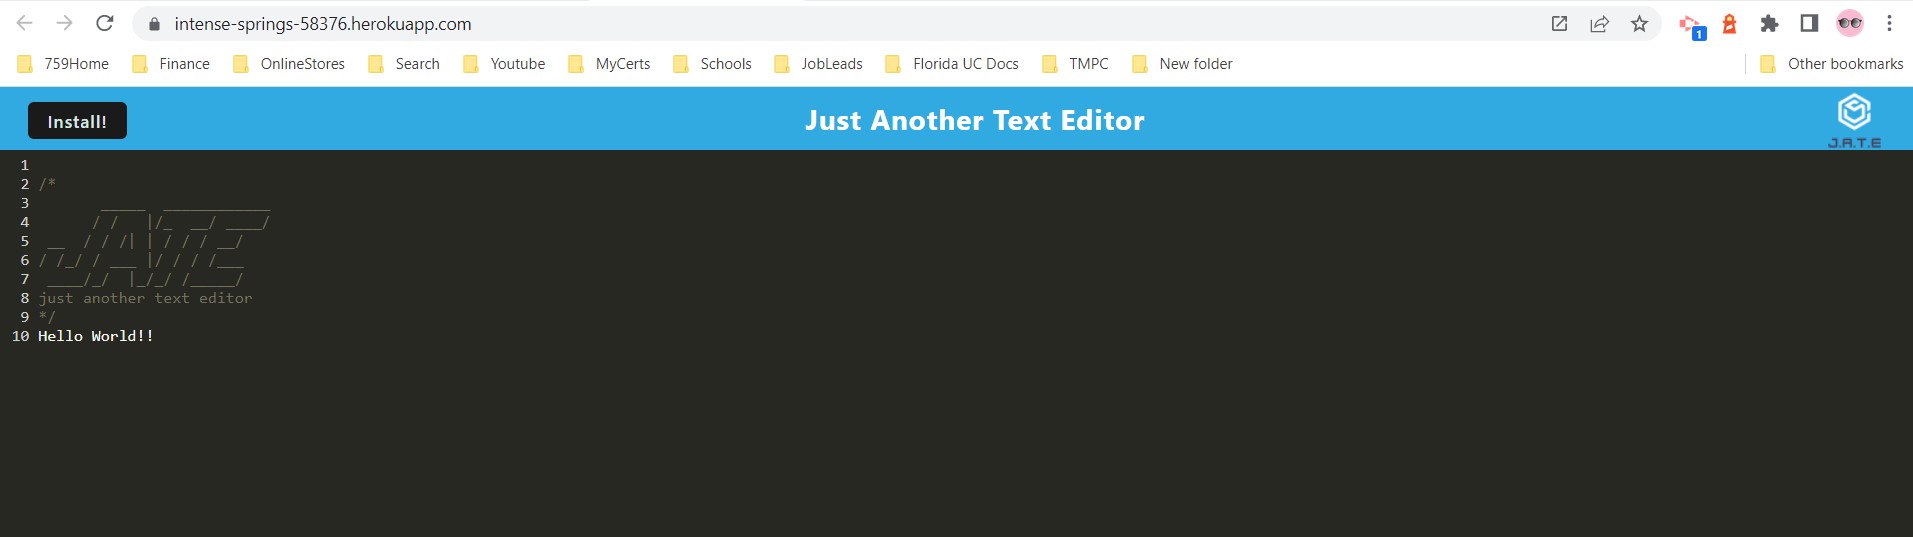 intense-springs-58376.herokuapp.com
1
759Home Finance OnlineStores Search Youtube MyCerts Schools JobLeads Florida UC Docs TMPC New folder Other bookmarks
Install! Just Another Text Editor
J.A.T.E
1
2 /*
3        _____  ____________
4       / /   |/_  __/ ____/
5  __  / / /| | / / / __/
6 / /_/ / ___ |/ / / /___
7  ____/_/  |_/_/ /_____/
8 just another text editor
9 */
10 Hello World!!